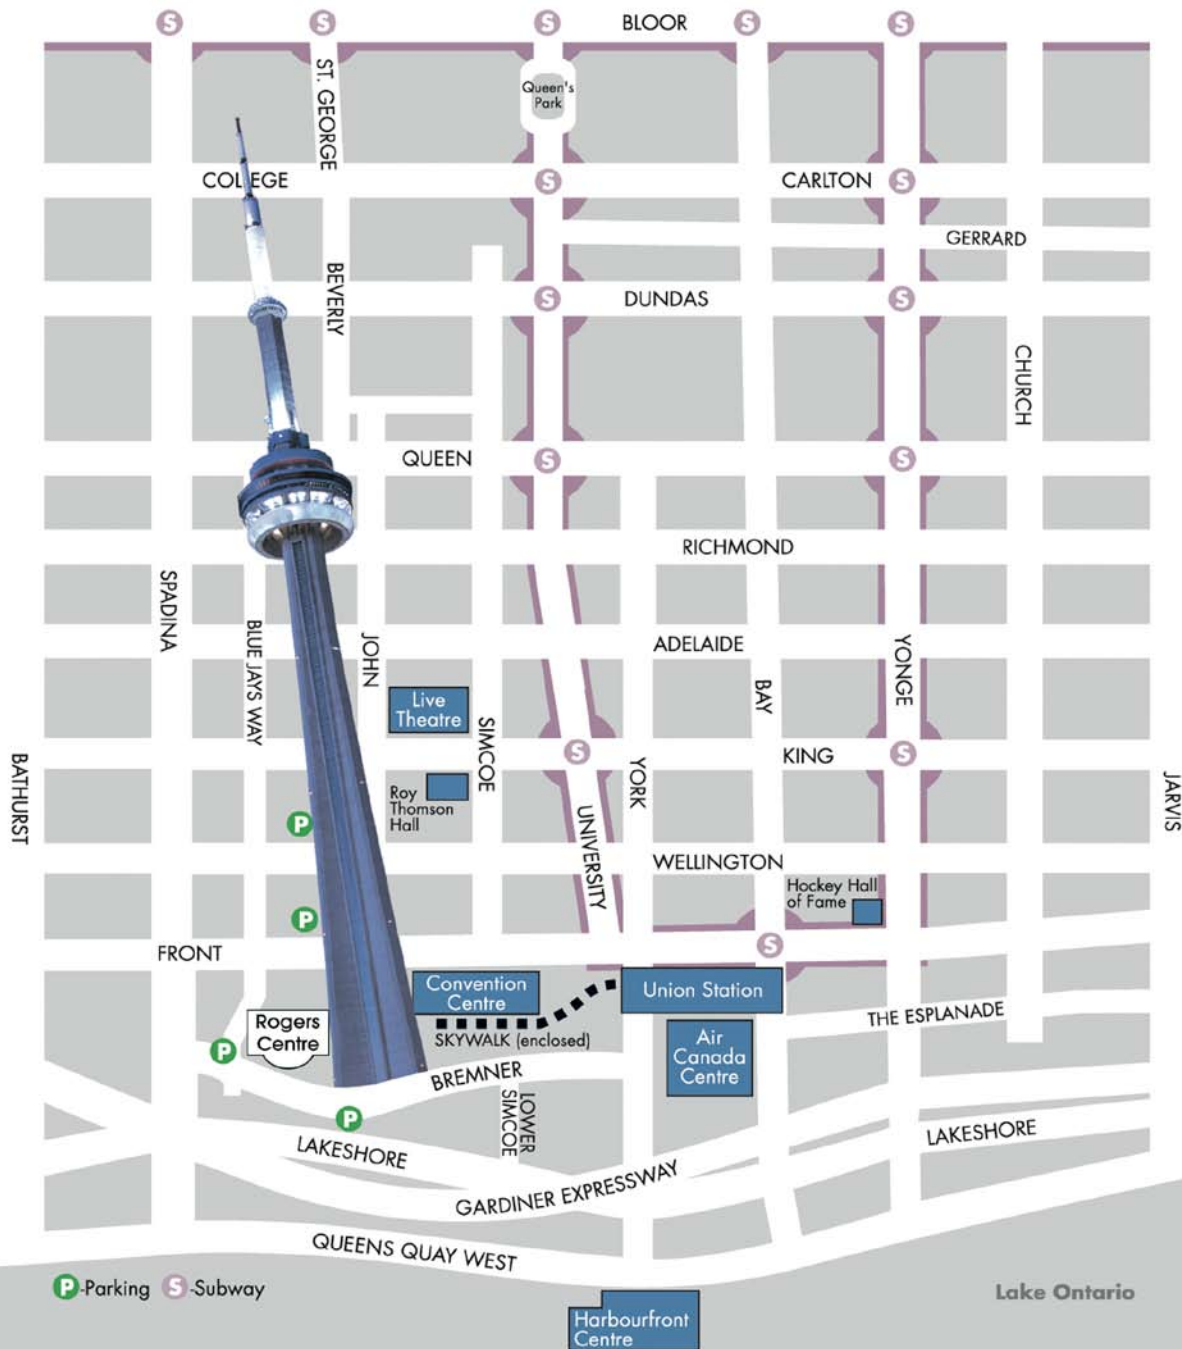 S
S
S
BLOOR
S
S
ST. GEORGE
Queen's
Park
COLLEGE
S
CARLTON
S
GERRARD
BEVERLY
S
DUNDAS
S
CHURCH
QUEEN
S
S
RICHMOND
SPADINA
BLUE JAYS WAY
JOHN
ADELAIDE
BAY
YONGE
Live
Theatre
SIMCOE
S
KING
S
BATHURST
YORK
JARVIS
Roy
Thomson
Hall
P
UNIVERSITY
WELLINGTON
Hockey Hall
of Fame
P
FRONT
S
Convention
Centre
Union Station
Rogers
Centre
SKYWALK (enclosed)
THE ESPLANADE
P
Air
Canada
Centre
BREMNER
P
LOWER
SIMCOE
LAKESHORE
LAKESHORE
GARDINER EXPRESSWAY
QUEENS QUAY WEST
P-Parking S-Subway
Lake Ontario
Harbourfront
Centre